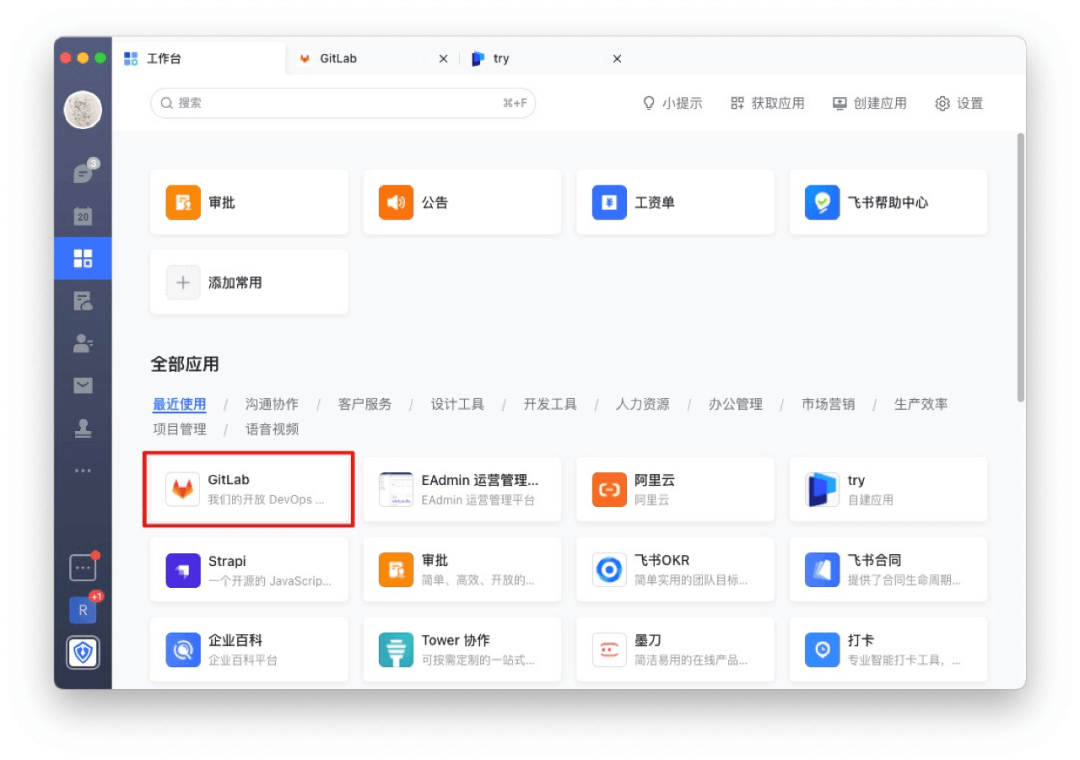 工作台
GitLab
try
搜索
⌘+F
小提示
获取应用
创建应用
设置
3
20
审批
公告
工资单
飞书帮助中心
添加常用
全部应用
最近使用 / 沟通协作 / 客户服务 / 设计工具 / 开发工具 / 人力资源 / 办公管理 / 市场营销 / 生产效率
项目管理 / 语音视频
GitLab
我们的开放 DevOps ...
EAdmin 运营管理...
EAdmin 运营管理平台
阿里云
阿里云
try
自建应用
Strapi
一个开源的 JavaScrip...
审批
简单、高效、开放的...
飞书OKR
简单实用的团队目标...
飞书合同
提供了合同生命周期...
企业百科
企业百科平台
Tower 协作
可按需定制的一站式...
墨刀
简洁易用的在线产品...
打卡
专业智能打卡工具，...
+1
R